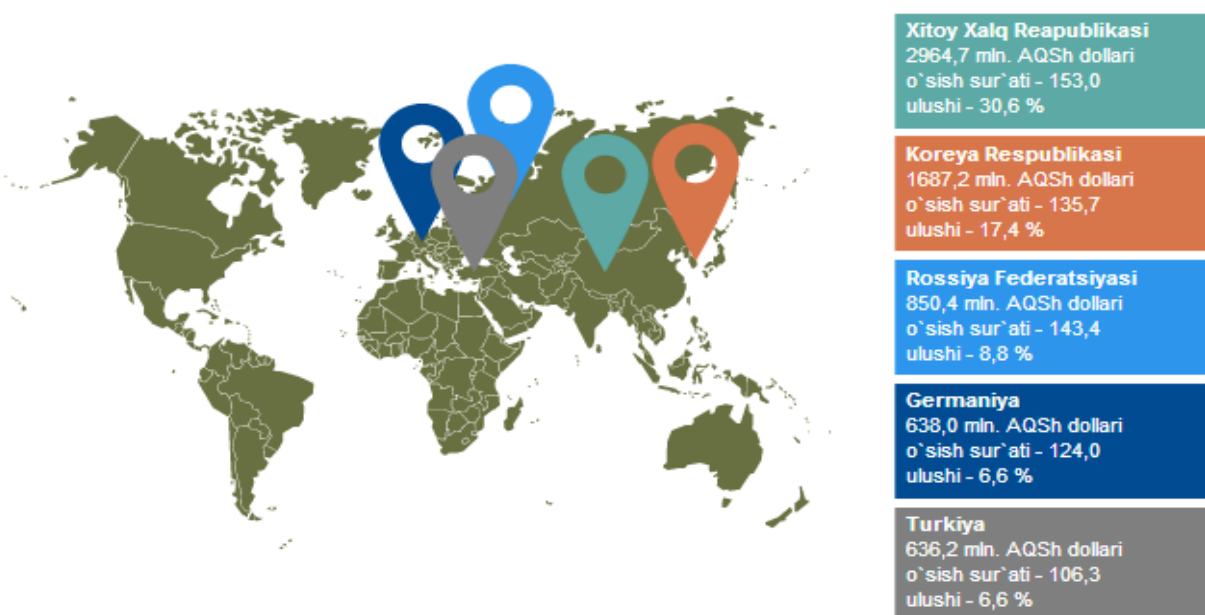 Xitoy Xalq Reapublikasi
2964,7 mln. AQSh dollari
o`sish sur`ati - 153,0
ulushi - 30,6 %
Koreya Respublikasi
1687,2 mln. AQSh dollari
o`sish sur`ati - 135,7
ulushi - 17,4 %
Rossiya Federatsiyasi
850,4 mln. AQSh dollari
o`sish sur`ati - 143,4
ulushi - 8,8 %
Germaniya
638,0 mln. AQSh dollari
o`sish sur`ati - 124,0
ulushi - 6,6 %
Turkiya
636,2 mln. AQSh dollari
o`sish sur`ati - 106,3
ulushi - 6,6 %